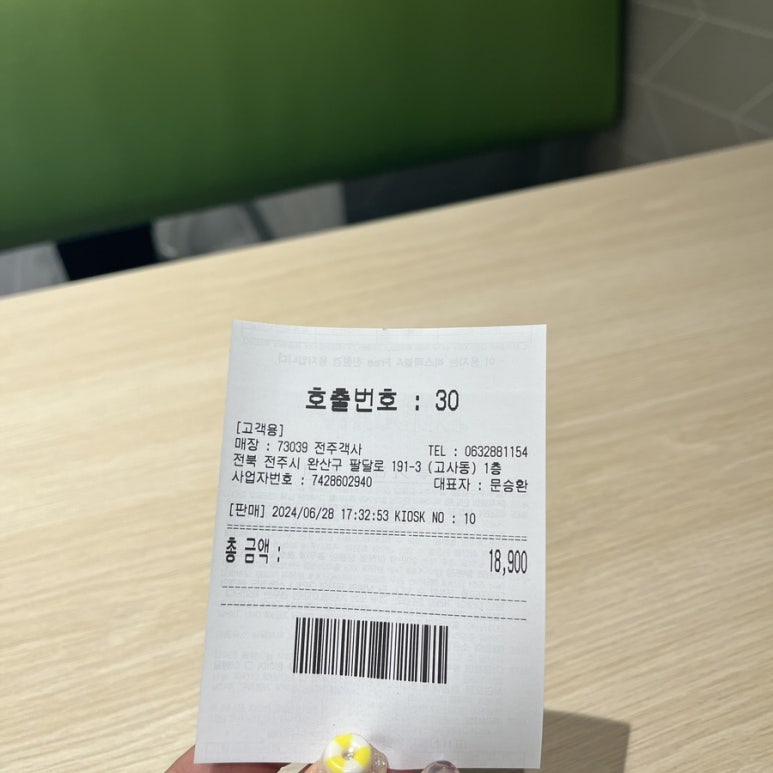 호출번호 : 30
[고객용]
매장 : 73039 전주객사 TEL : 0632881154
전북 전주시 완산구 팔달로 191-3 (고사동) 1층
사업자번호 : 7428602940 대표자 : 문승환
[판매] 2024/06/28 17:32:53 KIOSK NO : 10
총 금액 : 18,900